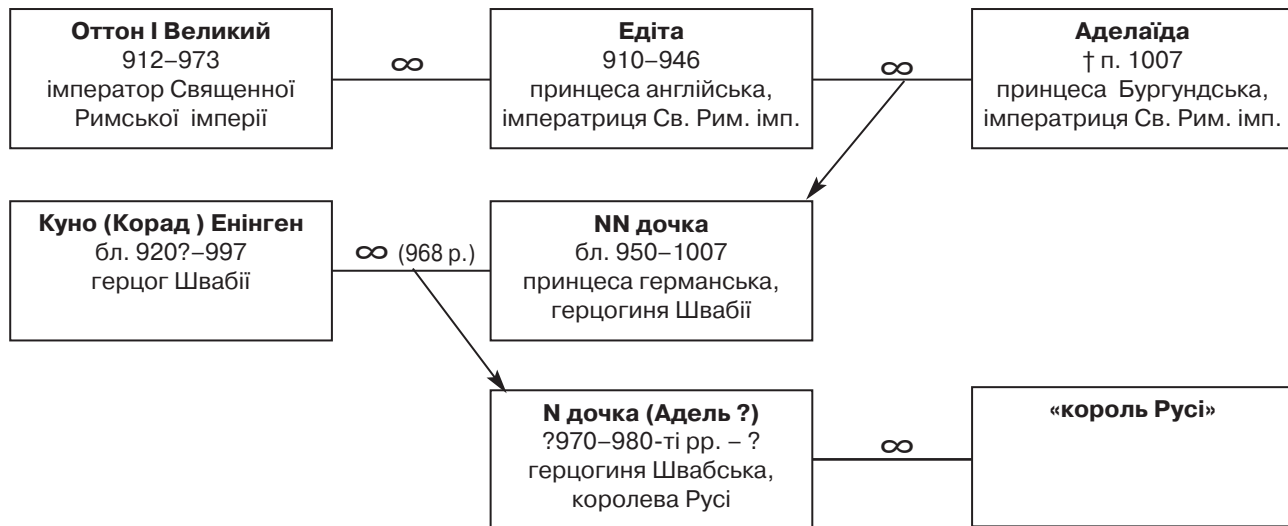 Оттон І Великий
912–973
імператор Священної
Римської імперії
∞
Едіта
910–946
принцеса англійська,
імператриця Св. Рим. імп.
∞
Аделаїда
† п. 1007
принцеса Бургундська,
імператриця Св. Рим. імп.
Куно (Корад ) Енінген
бл. 920?–997
герцог Швабії
∞ (968 р.)
NN дочка
бл. 950–1007
принцеса германська,
герцогиня Швабії
N дочка (Адель ?)
?970–980-ті рр. – ?
герцогиня Швабська,
королева Русі
∞
«король Русі»